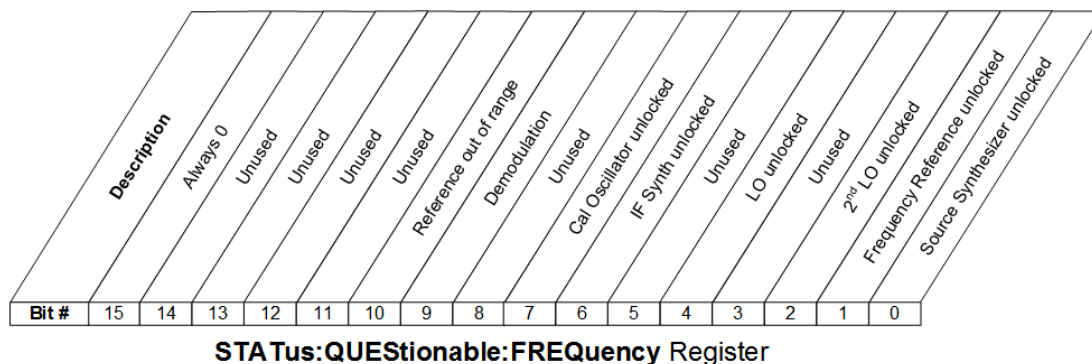 Description
Always 0
Unused
Unused
Unused
Unused
Reference out of range
Demodulation
Unused
Cal Oscillator unlocked
IF Synth unlocked
Unused
LO unlocked
Unused
2nd LO unlocked
Frequency Reference unlocked
Source Synthesizer unlocked
Bit # 15 14 13 12 11 10 9 8 7 6 5 4 3 2 1 0
STATus:QUEStionable:FREQuency Register